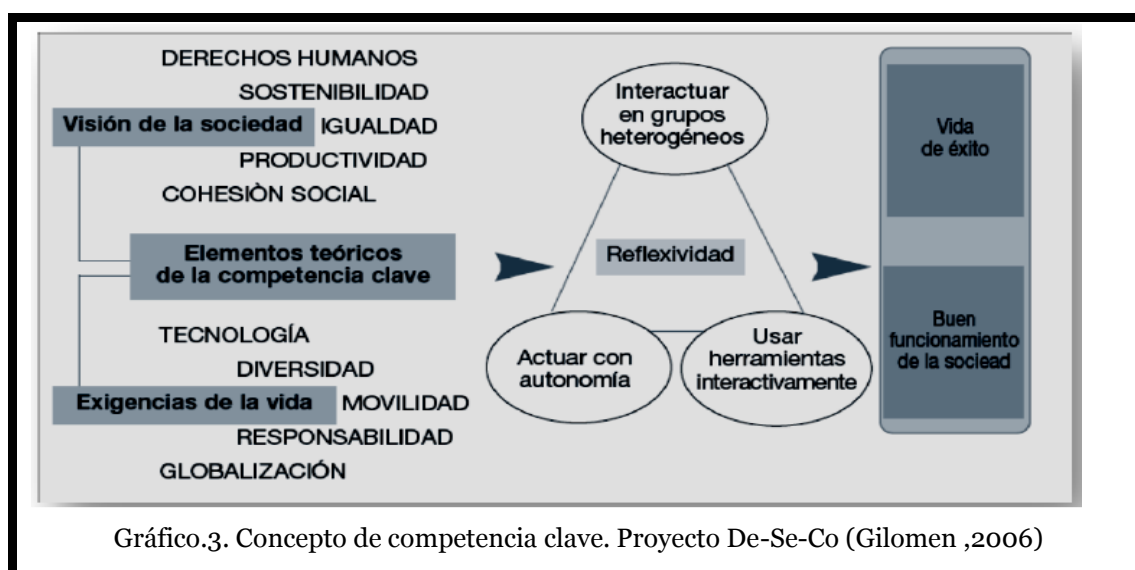 DERECHOS HUMANOS
SOSTENIBILIDAD
Visión de la sociedad IGUALDAD
PRODUCTIVIDAD
COHESIÒN SOCIAL
Elementos teóricos
de la competencia clave
TECNOLOGÍA
DIVERSIDAD
Exigencias de la vida MOVILIDAD
RESPONSABILIDAD
GLOBALIZACIÓN
Interactuar
en grupos
heterogéneos
Reflexividad
Actuar con
autonomía
Usar
herramientas
interactivamente
Vida
de éxito
Buen
funcionamiento
de la sociead
Gráfico.3. Concepto de competencia clave. Proyecto De-Se-Co (Gilomen ,2006)